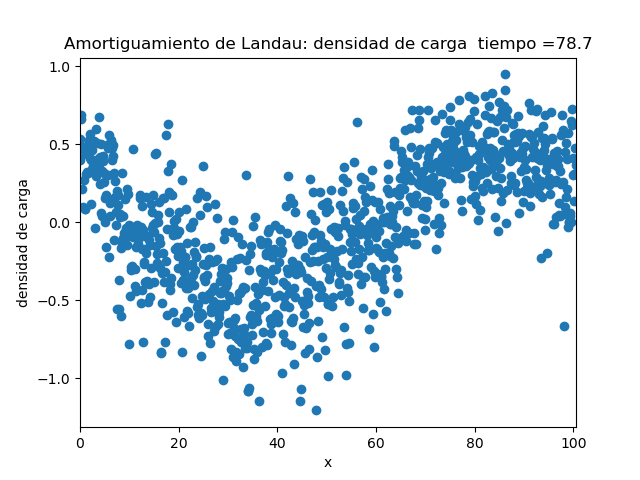 Amortiguamiento de Landau: densidad de carga  tiempo =78.7
1.0
0.5
0.0
−0.5
−1.0
densidad de carga
0 20 40 60 80 100
x